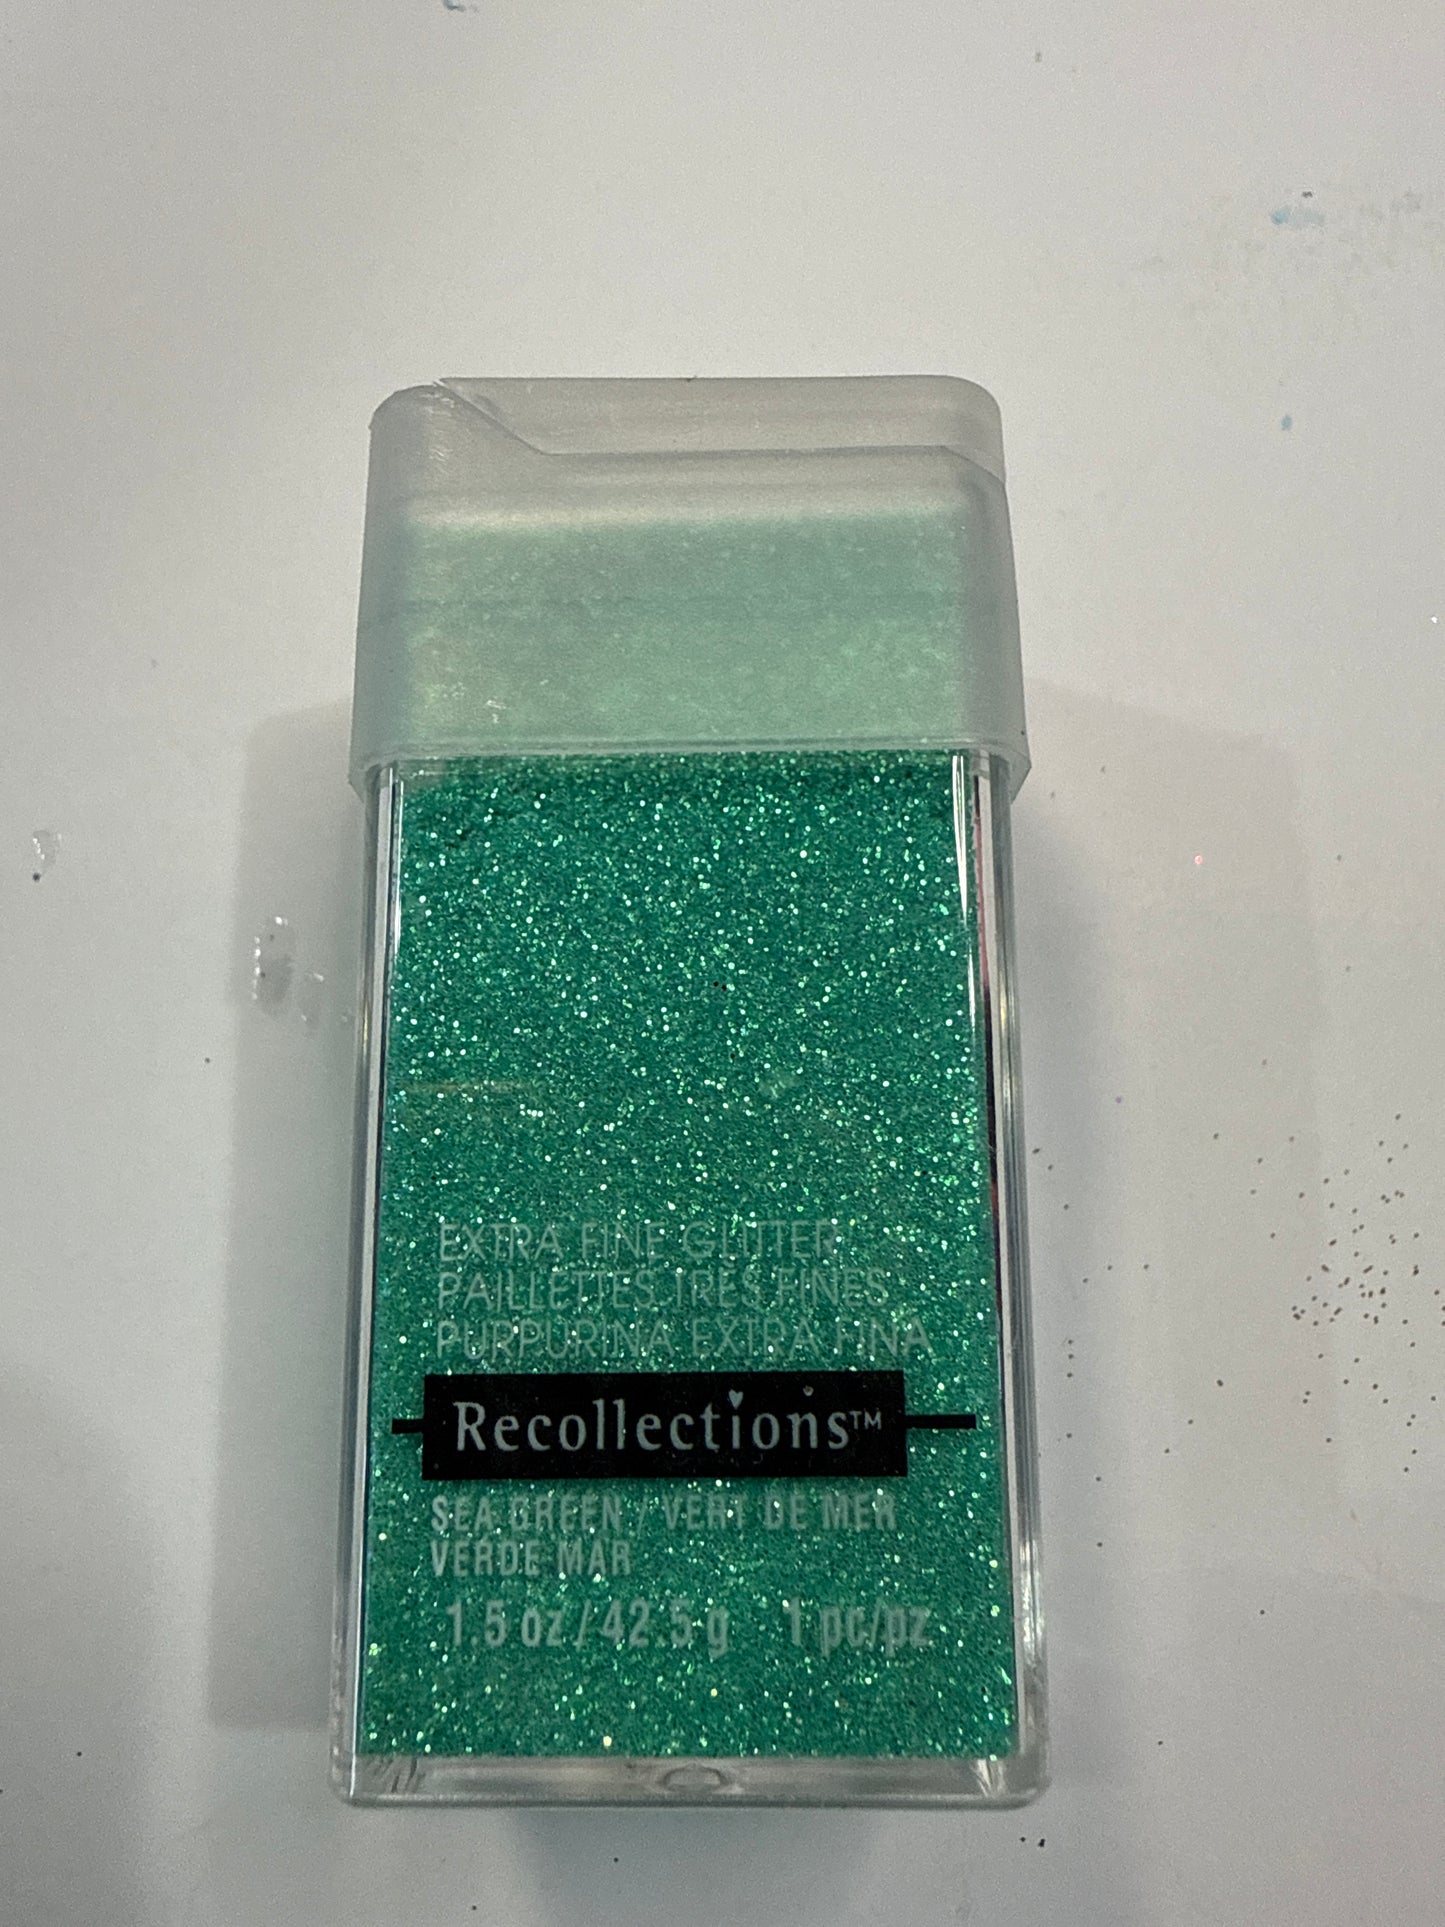 EXTRA FINE GLITTER
PAILLETTES TRÈS FINES
PURPURINA EXTRA FINA
Recollections™
SEA GREEN / VERT DE MER
VERDE MAR
1.5 oz / 42.5 g 1 pc/pz